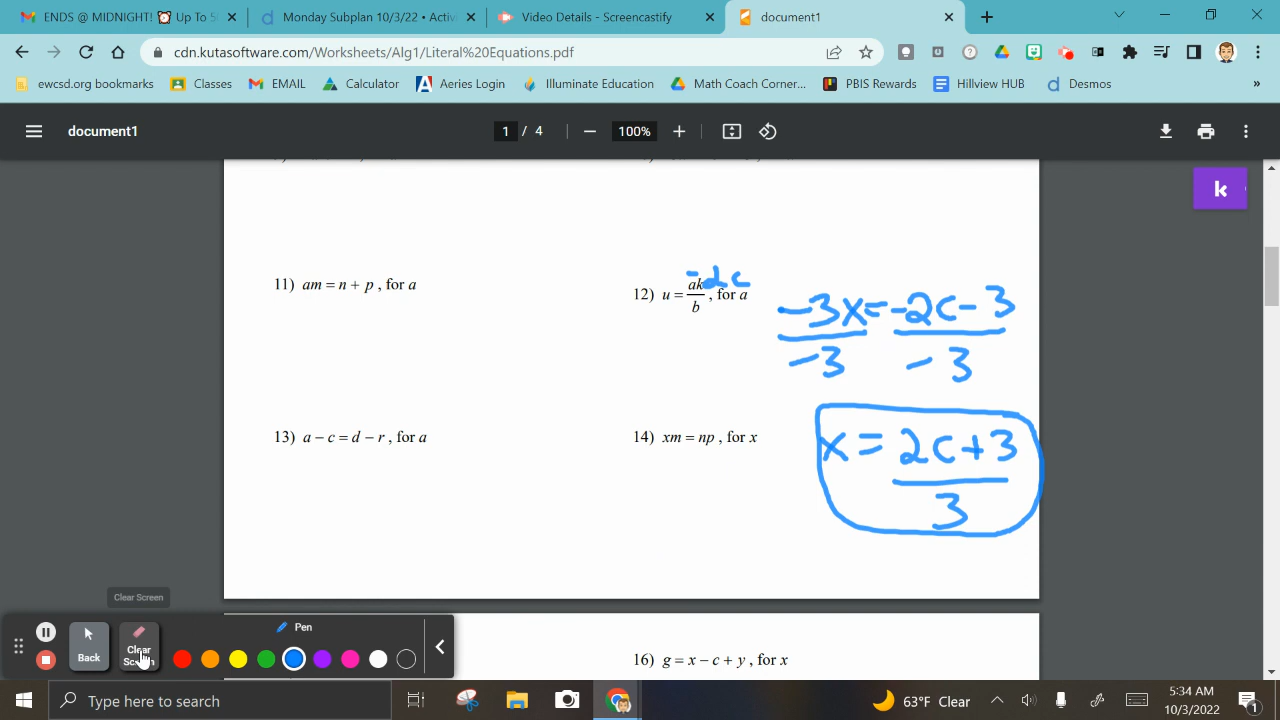 ENDS @ MIDNIGHT! ⏰ Up To 5
Monday Subplan 10/3/22 • Activi
Video Details - Screencastify
document1
cdn.kutasoftware.com/Worksheets/Alg1/Literal%20Equations.pdf
ewcsd.org bookmarks
Classes
EMAIL
Calculator
Aeries Login
Illuminate Education
Math Coach Corner...
PBIS Rewards
Hillview HUB
Desmos
»
document1
1 / 4
100%
k
11) am = n + p , for a
-2c
12) u = ak/b , for a
-3x = -2c - 3
-3 -3
13) a − c = d − r , for a
14) xm = np , for x
x = 2c + 3
3
Clear Screen
Pen
Back
Clear Screen
16) g = x − c + y , for x
Type here to search
63°F Clear
5:34 AM
10/3/2022
1